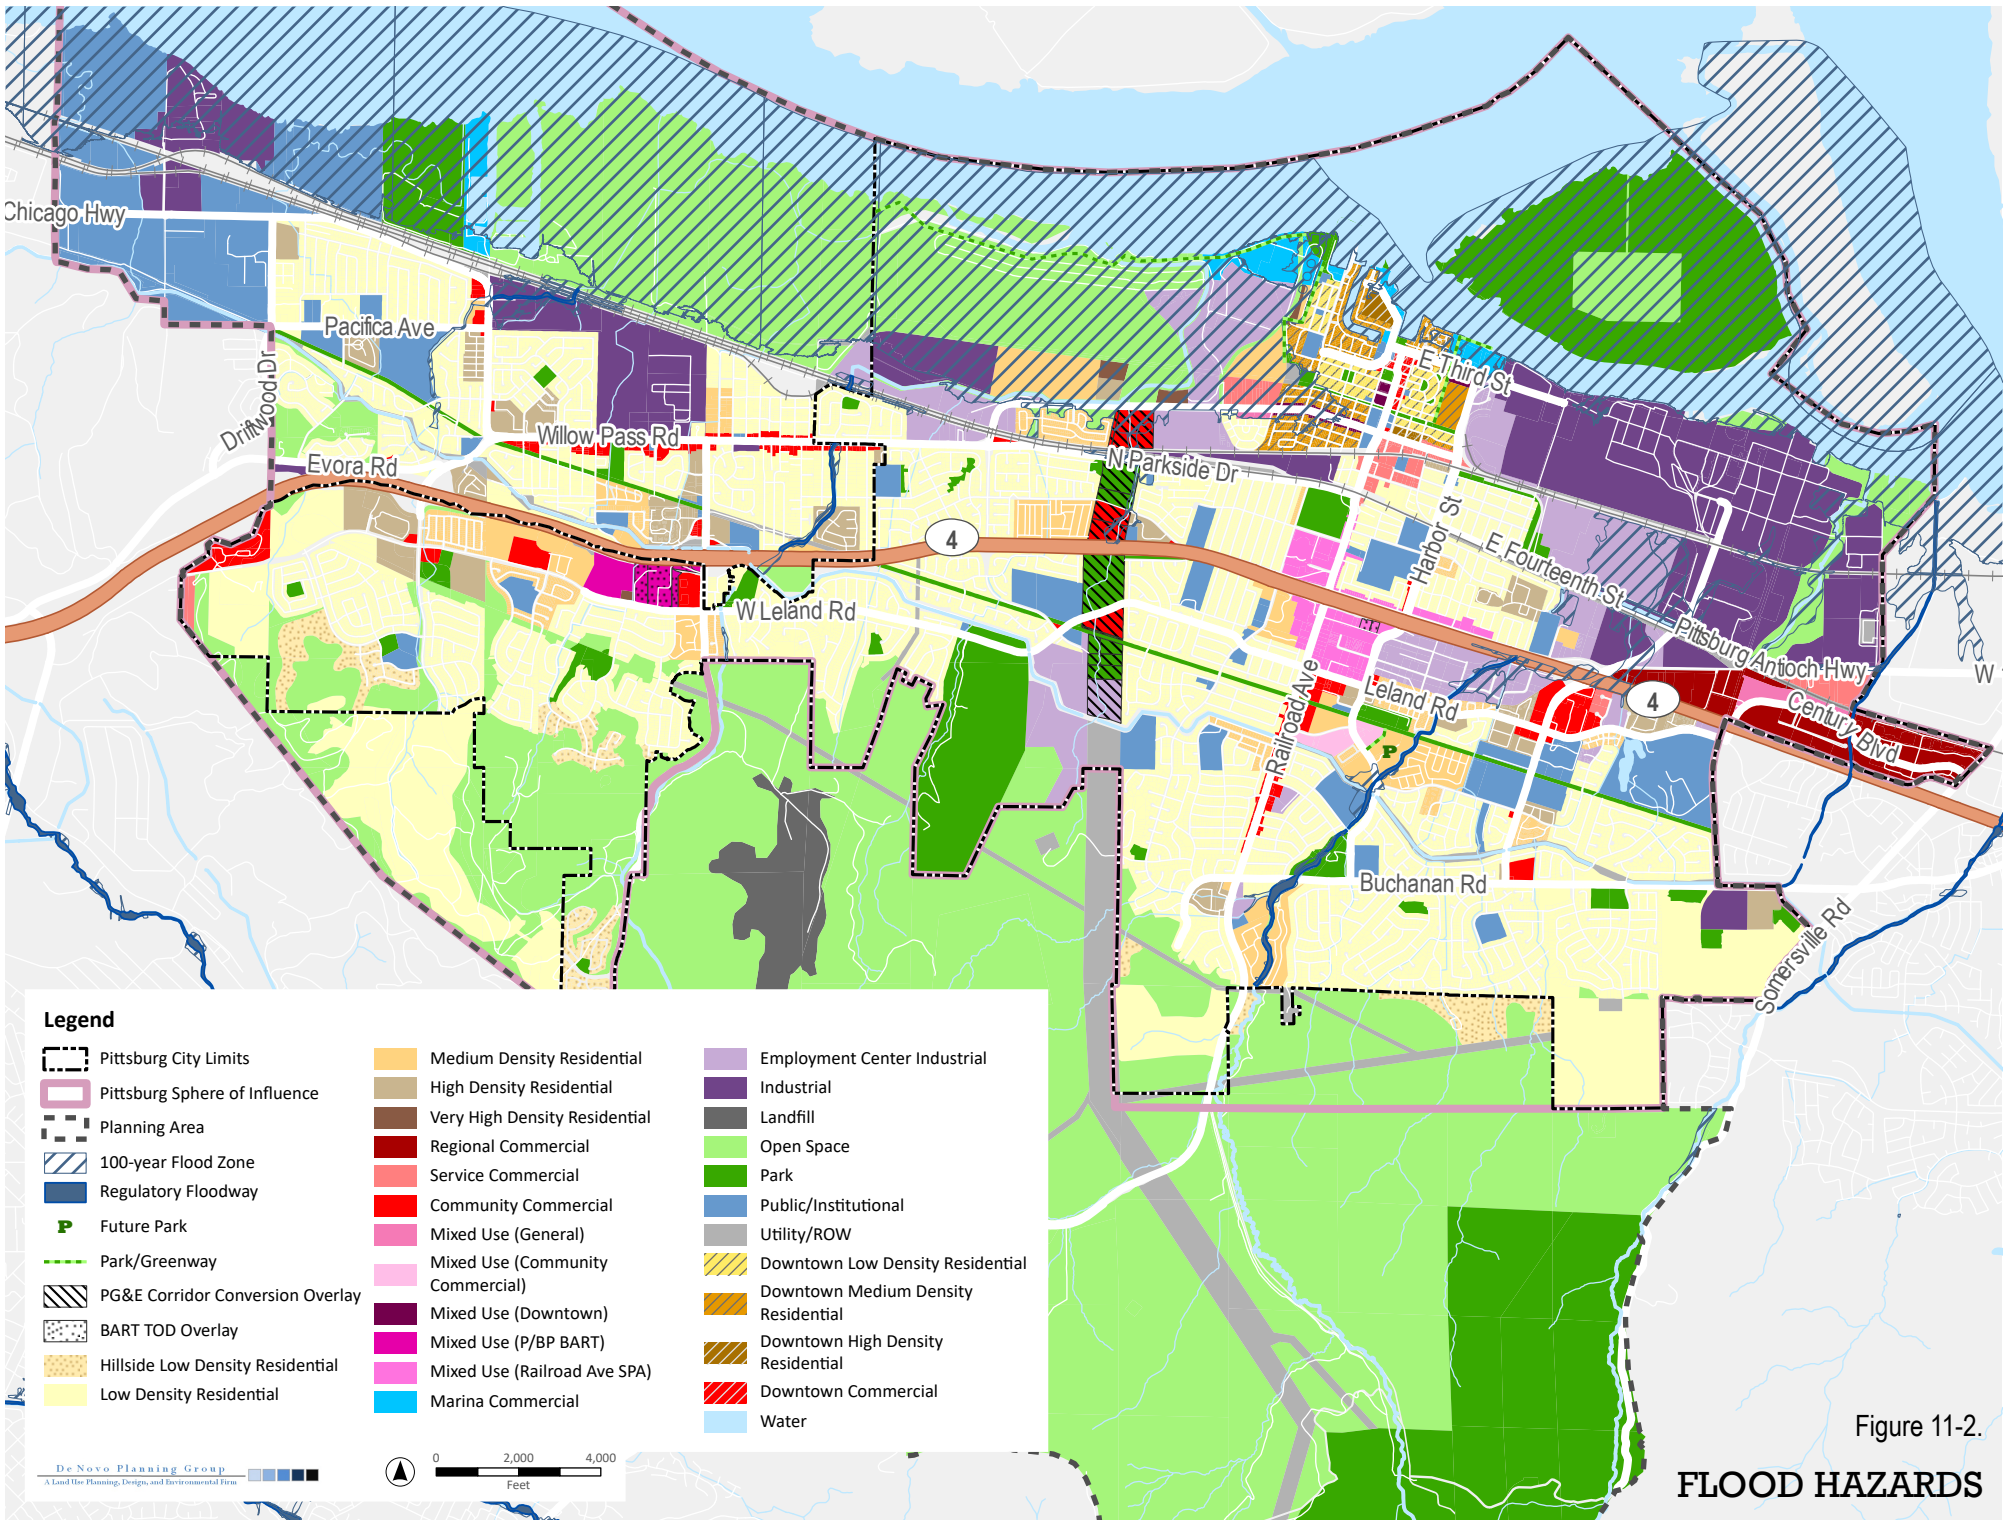 Chicago Hwy
Pacifica Ave
Driftwood Dr
Willow Pass Rd
Evora Rd
E Third St
N Parkside Dr
Harbor St
4
E Fourteenth St
W Leland Rd
Pittsburg Antioch Hwy
W
Railroad Ave
Leland Rd
4
Century Blvd
P
Buchanan Rd
Somersville Rd
Legend
Pittsburg City Limits
Pittsburg Sphere of Influence
Planning Area
100-year Flood Zone
Regulatory Floodway
P Future Park
Park/Greenway
PG&E Corridor Conversion Overlay
BART TOD Overlay
Hillside Low Density Residential
Low Density Residential
Medium Density Residential
High Density Residential
Very High Density Residential
Regional Commercial
Service Commercial
Community Commercial
Mixed Use (General)
Mixed Use (Community
Commercial)
Mixed Use (Downtown)
Mixed Use (P/BP BART)
Mixed Use (Railroad Ave SPA)
Marina Commercial
Employment Center Industrial
Industrial
Landfill
Open Space
Park
Public/Institutional
Utility/ROW
Downtown Low Density Residential
Downtown Medium Density
Residential
Downtown High Density
Residential
Downtown Commercial
Water
De Novo Planning Group
A Land Use Planning, Design, and Environmental Firm
0 2,000 4,000
Feet
Figure 11-2.
FLOOD HAZARDS